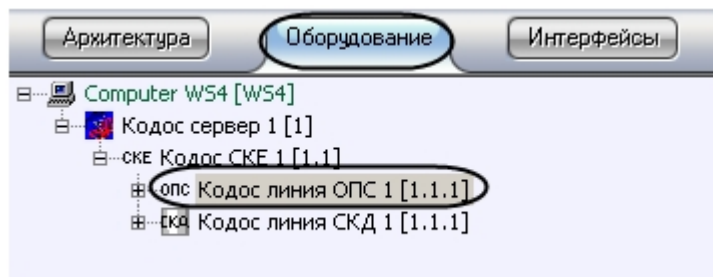 Архитектура Оборудование Интерфейсы
Computer WS4 [WS4]
Кодос сервер 1 [1]
СКЕ Кодос СКЕ 1 [1.1]
ОПС Кодос линия ОПС 1 [1.1.1]
СКД Кодос линия СКД 1 [1.1.1]